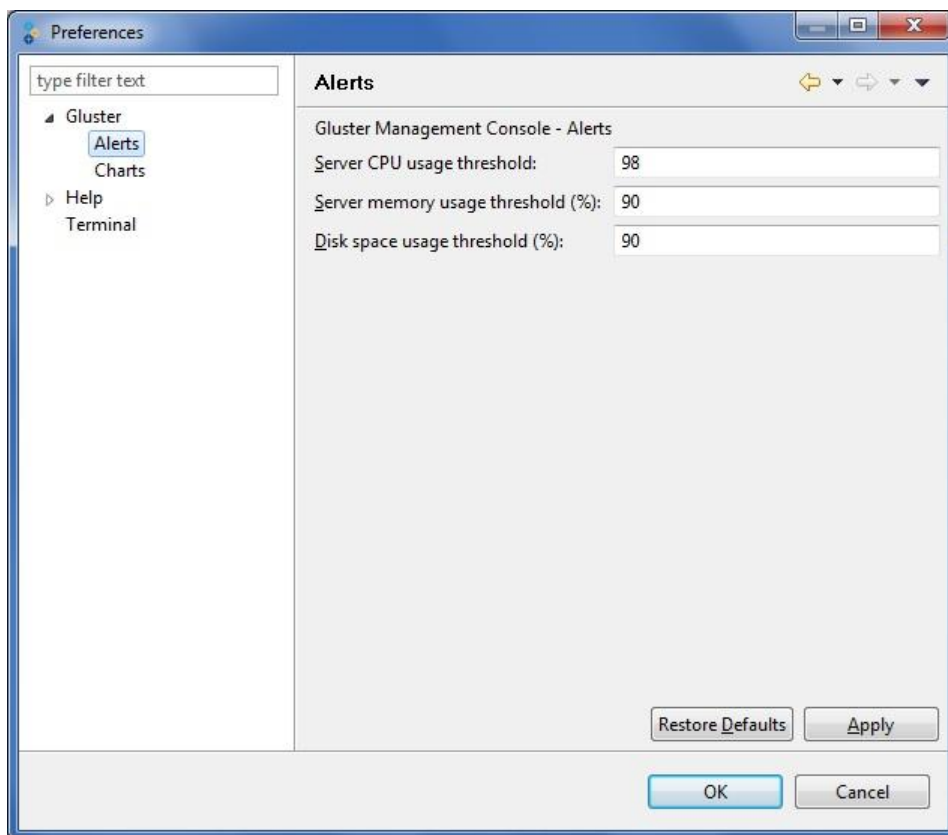 Preferences
type filter text
Gluster
Alerts
Charts
Help
Terminal
Alerts
Gluster Management Console - Alerts
Server CPU usage threshold: 98
Server memory usage threshold (%): 90
Disk space usage threshold (%): 90
Restore Defaults Apply
OK Cancel